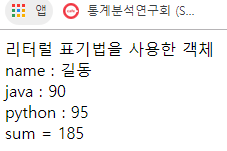 앱 통계분석연구회 (S...
리터럴 표기법을 사용한 객체
name : 길동
java : 90
python : 95
sum = 185